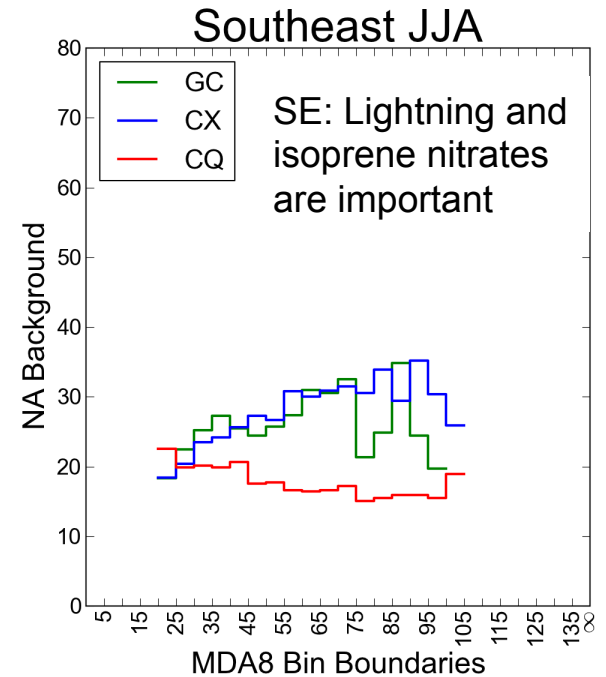 Southeast JJA
80
70
60
50
40
30
20
10
0
NA Background
GC
CX
CQ
SE: Lightning and
isoprene nitrates
are important
5
15
25
35
45
55
65
75
85
95
105
115
125
135
∞
MDA8 Bin Boundaries